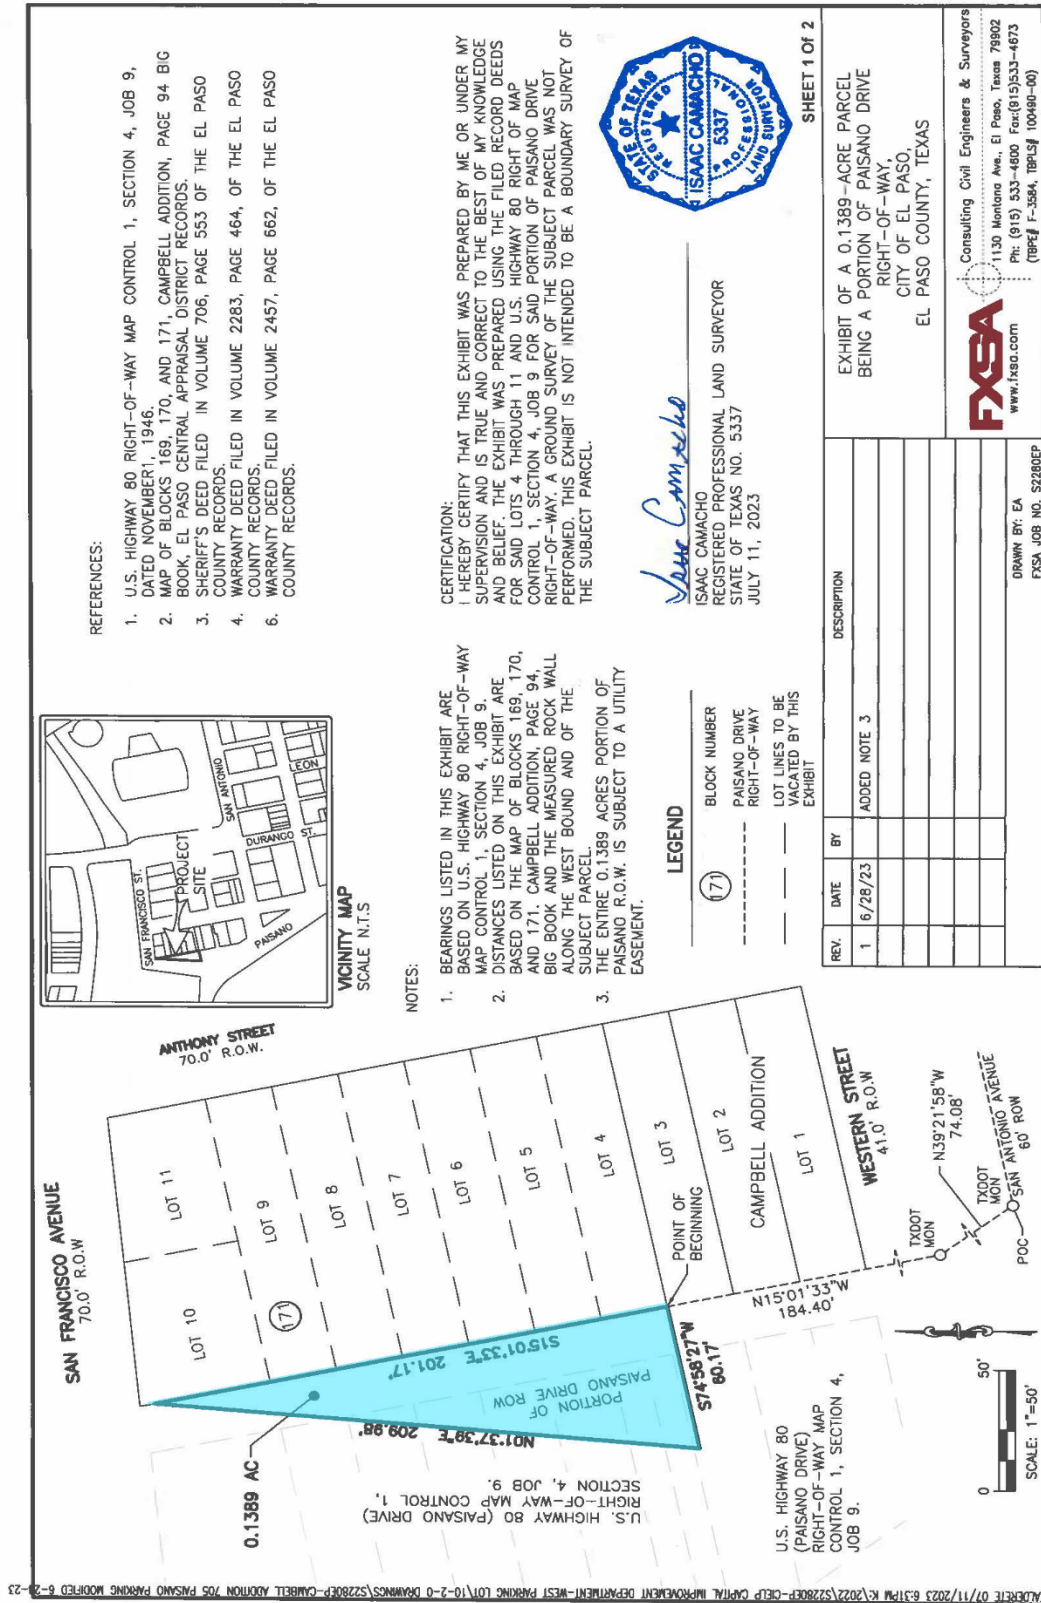 SAN FRANCISCO AVENUE
70.0' R.O.W
ANTHONY STREET
70.0' R.O.W.
LOT 11
LOT 10
LOT 9
171
LOT 8
LOT 7
LOT 6
LOT 5
LOT 4
LOT 3
LOT 2
LOT 1
CAMPBELL ADDITION
0.1389 AC
S15°01'33"E 201.17'
PORTION OF
PAISANO DRIVE ROW
N01°37'39"E 209.98'
S74°58'27"W
60.17'
POINT OF
BEGINNING
U.S. HIGHWAY 80 (PAISANO DRIVE)
RIGHT-OF-WAY MAP CONTROL 1,
SECTION 4, JOB 9.
U.S. HIGHWAY 80
(PAISANO DRIVE)
RIGHT-OF-WAY MAP
CONTROL 1, SECTION 4,
JOB 9.
N15°01'33"W
184.40'
WESTERN STREET
41.0' R.O.W
TXDOT
MON
N39°21'58"W
74.08'
TXDOT
MON
SAN ANTONIO AVENUE
60' ROW
POC
0
50'
SCALE: 1"=50'
SAN FRANCISCO ST.
PROJECT
SITE
SAN ANTONIO
LEON
DURANGO ST.
PAISANO
VICINITY MAP
SCALE N.T.S
REFERENCES:
1. U.S. HIGHWAY 80 RIGHT-OF-WAY MAP CONTROL 1, SECTION 4, JOB 9,
DATED NOVEMBER1, 1946.
2. MAP OF BLOCKS 169, 170, AND 171, CAMPBELL ADDITION, PAGE 94 BIG
BOOK, EL PASO CENTRAL APPRAISAL DISTRICT RECORDS.
3. SHERIFF'S DEED FILED IN VOLUME 706, PAGE 553 OF THE EL PASO
COUNTY RECORDS.
4. WARRANTY DEED FILED IN VOLUME 2283, PAGE 464, OF THE EL PASO
COUNTY RECORDS.
6. WARRANTY DEED FILED IN VOLUME 2457, PAGE 662, OF THE EL PASO
COUNTY RECORDS.
NOTES:
1. BEARINGS LISTED IN THIS EXHIBIT ARE
BASED ON U.S. HIGHWAY 80 RIGHT-OF-WAY
MAP CONTROL 1, SECTION 4, JOB 9.
2. DISTANCES LISTED ON THIS EXHIBIT ARE
BASED ON THE MAP OF BLOCKS 169, 170,
AND 171. CAMPBELL ADDITION, PAGE 94,
BIG BOOK AND THE MEASURED ROCK WALL
ALONG THE WEST BOUND AND OF THE
SUBJECT PARCEL.
3. THE ENTIRE 0.1389 ACRES PORTION OF
PAISANO R.O.W. IS SUBJECT TO A UTILITY
EASEMENT.
CERTIFICATION:
I HEREBY CERTIFY THAT THIS EXHIBIT WAS PREPARED BY ME OR UNDER MY
SUPERVISION AND IS TRUE AND CORRECT TO THE BEST OF MY KNOWLEDGE
AND BELIEF. THE EXHIBIT WAS PREPARED USING THE FILED RECORD DEEDS
FOR SAID LOTS 4 THROUGH 11 AND U.S. HIGHWAY 80 RIGHT OF MAP
CONTROL 1, SECTION 4, JOB 9 FOR SAID PORTION OF PAISANO DRIVE
RIGHT-OF-WAY. A GROUND SURVEY OF THE SUBJECT PARCEL WAS NOT
PERFORMED. THIS EXHIBIT IS NOT INTENDED TO BE A BOUNDARY SURVEY OF
THE SUBJECT PARCEL.
LEGEND
171 BLOCK NUMBER
PAISANO DRIVE
RIGHT-OF-WAY
LOT LINES TO BE
VACATED BY THIS
EXHIBIT
Isaac Camacho
ISAAC CAMACHO
REGISTERED PROFESSIONAL LAND SURVEYOR
STATE OF TEXAS NO. 5337
JULY 11, 2023
STATE OF TEXAS
REGISTERED
ISAAC CAMACHO
5337
PROFESSIONAL
LAND SURVEYOR
SHEET 1 Of 2
REV. DATE BY DESCRIPTION
1 6/28/23 ADDED NOTE 3
EXHIBIT OF A 0.1389-ACRE PARCEL
BEING A PORTION OF PAISANO DRIVE
RIGHT-OF-WAY,
CITY OF EL PASO,
EL PASO COUNTY, TEXAS
FXSA
www.fxsa.com
Consulting Civil Engineers & Surveyors
1130 Montana Ave., El Paso, Texas 79902
Ph: (915) 533-4600 Fax:(915)533-4673
(TBPE# F-3584, TBPLS# 100490-00)
DRAWN BY: EA
FXSA JOB NO. S2280EP